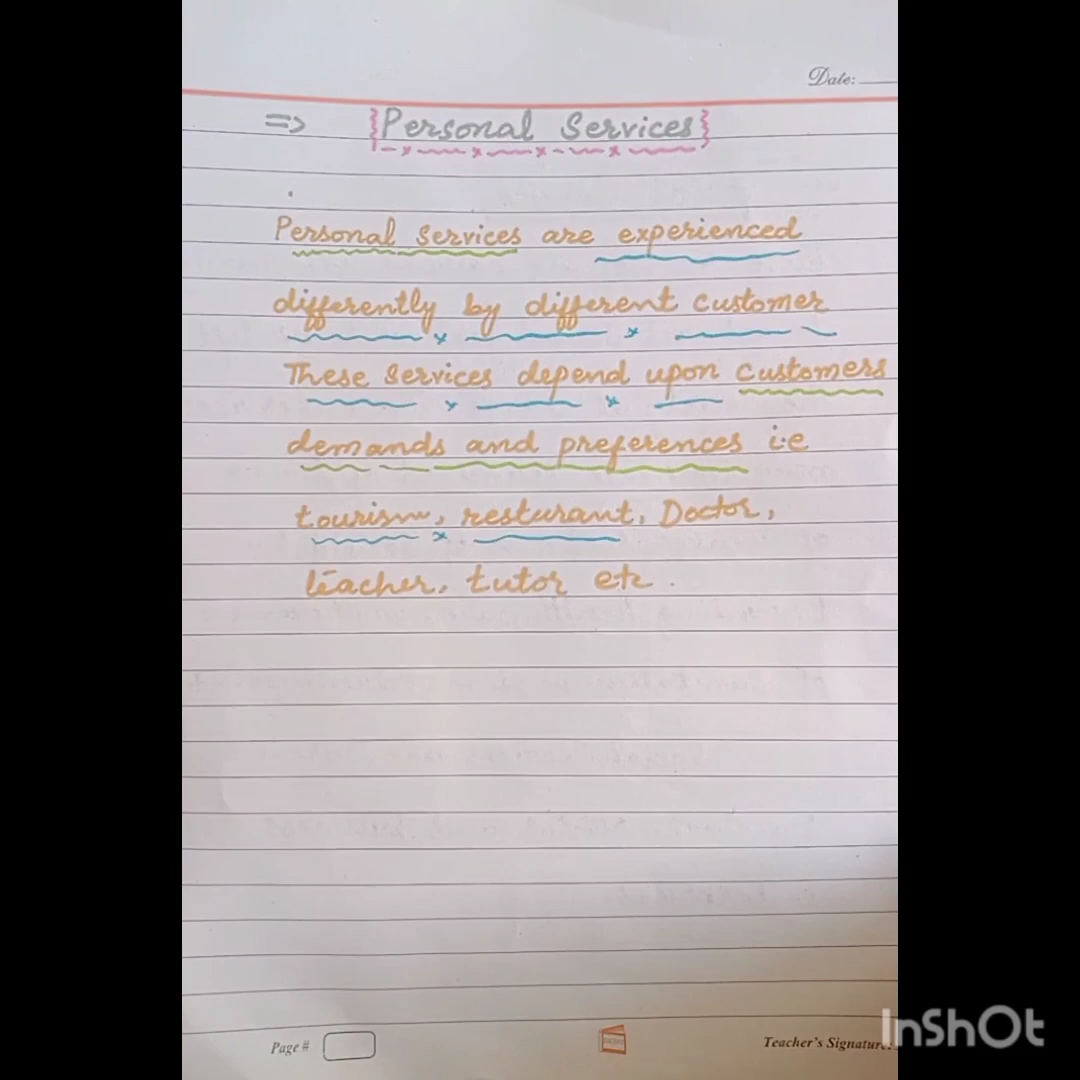 Date:
=> {Personal Services}
Personal Services are experienced
differently by different customer
These Services depend upon customers
demands and preferences i.e
tourism, resturant, Doctor,
teacher, tutor etc .
Page #
Teacher's Signature:
InShOt